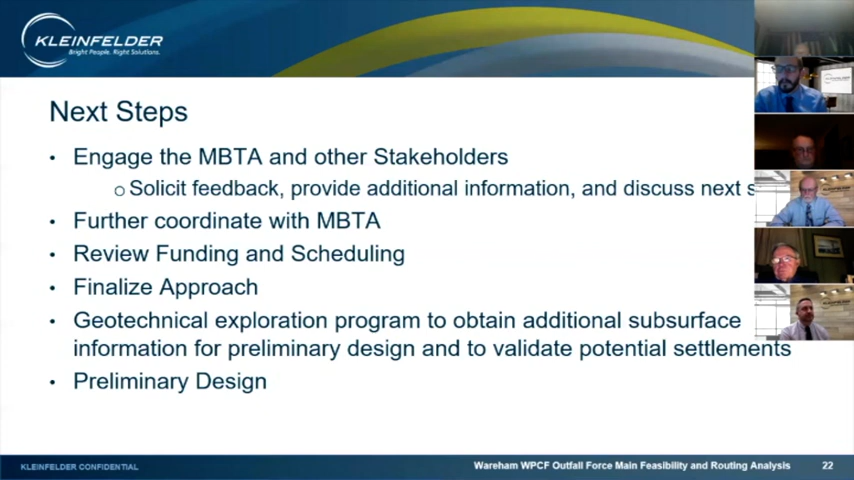 KLEINFELDER
Bright People. Right Solutions.
Next Steps
• Engage the MBTA and other Stakeholders
o Solicit feedback, provide additional information, and discuss next s
• Further coordinate with MBTA
• Review Funding and Scheduling
• Finalize Approach
• Geotechnical exploration program to obtain additional subsurface
information for preliminary design and to validate potential settlements
• Preliminary Design
KLEINFELDER CONFIDENTIAL
Wareham WPCF Outfall Force Main Feasibility and Routing Analysis 22